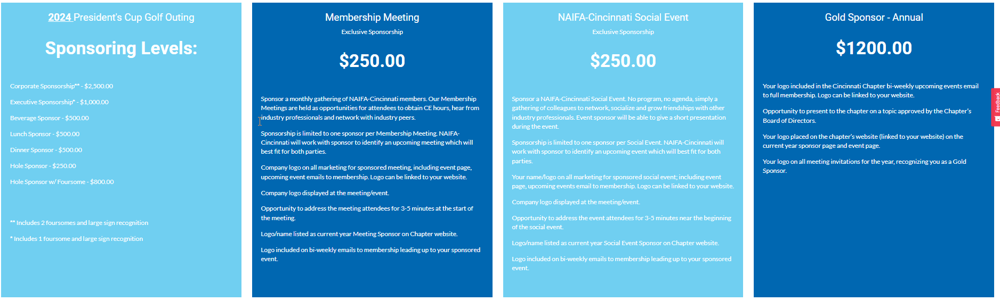 2024 President's Cup Golf Outing
Sponsoring Levels:
Corporate Sponsorship** - $2,500.00
Executive Sponsorship* - $1,000.00
Beverage Sponsor - $500.00
Lunch Sponsor - $500.00
Dinner Sponsor - $500.00
Hole Sponsor - $250.00
Hole Sponsor w/ Foursome - $800.00
** Includes 2 foursomes and large sign recognition
* Includes 1 foursome and large sign recognition
Membership Meeting
Exclusive Sponsorship
$250.00
Sponsor a monthly gathering of NAIFA-Cincinnati members. Our Membership
Meetings are held as opportunities for attendees to obtain CE hours, hear from
industry professionals and network with industry peers.
Sponsorship is limited to one sponsor per Membership Meeting. NAIFA-
Cincinnati will work with sponsor to identify an upcoming meeting which will
best fit for both parties.
Company logo on all marketing for sponsored meeting, including event page,
upcoming event emails to membership. Logo can be linked to your website.
Company logo displayed at the meeting/event.
Opportunity to address the meeting attendees for 3-5 minutes at the start of
the meeting.
Logo/name listed as current year Meeting Sponsor on Chapter website.
Logo included on bi-weekly emails to membership leading up to your sponsored
event.
NAIFA-Cincinnati Social Event
Exclusive Sponsorship
$250.00
Sponsor a NAIFA-Cincinnati Social Event. No program, no agenda, simply a
gathering of colleagues to network, socialize and grow friendships with other
industry professionals. Event sponsor will be able to give a short presentation
during the event.
Sponsorship is limited to one sponsor per Social Event. NAIFA-Cincinnati will
work with sponsor to identify an upcoming event which will best fit for both
parties.
Your name/logo on all marketing for sponsored social event; including event
page, upcoming events email to membership. Logo can be linked to your website.
Company logo displayed at the meeting/event.
Opportunity to address the event attendees for 3-5 minutes near the beginning
of the social event.
Logo/name listed as current year Social Event Sponsor on Chapter website.
Logo included on bi-weekly emails to membership leading up to your sponsored
event.
Gold Sponsor - Annual
$1200.00
Your logo included in the Cincinnati Chapter bi-weekly upcoming events email
to full membership. Logo can be linked to your website.
Opportunity to present to the chapter on a topic approved by the Chapter's
Board of Directors.
Your logo placed on the chapter's website (linked to your website) on the
current year sponsor page and event page.
Your logo on all meeting invitations for the year, recognizing you as a Gold
Sponsor.
Feedback